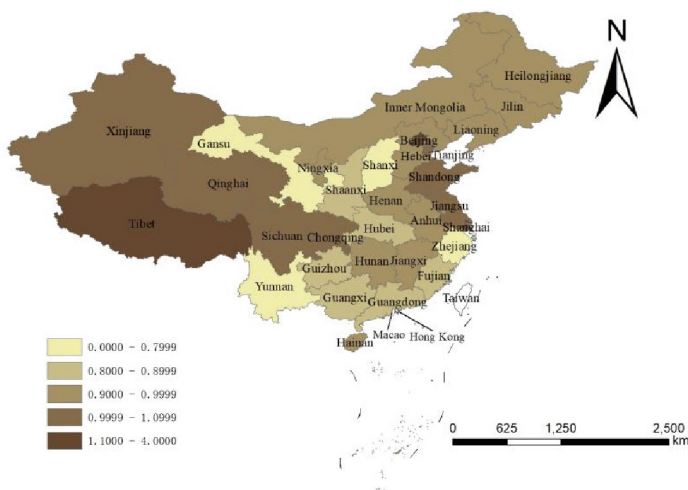 N
Heilongjiang
Inner Mongolia
Jilin
Xinjiang
Liaoning
Gansu
Beijing
Hebei
Tianjing
Ningxia
Shanxi
Qinghai
Shandong
Shaanxi
Henan
Jiangsu
Tibet
Anhui
Shanghai
Hubei
Sichuan
Chongqing
Zhejiang
Hunan
Jiangxi
Guizhou
Fujian
Yunnan
Taiwan
Guangxi
Guangdong
Macao
Hong Kong
Hainan
0.0000 - 0.7999
0.8000 - 0.8999
0.9000 - 0.9999
0.9999 - 1.0999
1.1000 - 4.0000
0 625 1,250 2,500
km